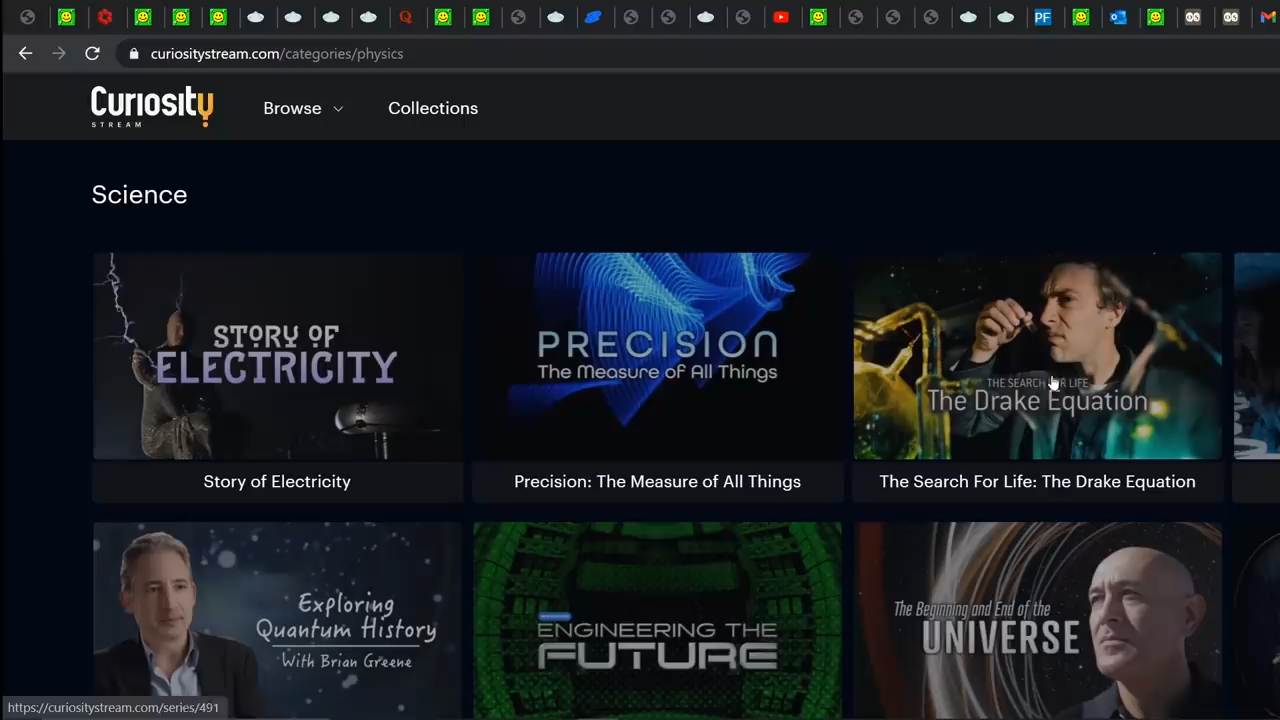 curiositystream.com/categories/physics
Curiosity
STREAM
Browse
Collections
Science
STORY OF
ELECTRICITY
PRECISION
The Measure of All Things
THE SEARCH FOR LIFE
The Drake Equation
Story of Electricity
Precision: The Measure of All Things
The Search For Life: The Drake Equation
Exploring
Quantum History
With Brian Greene
ENGINEERING THE
FUTURE
The Beginning and End of the
UNIVERSE
https://curiositystream.com/series/491